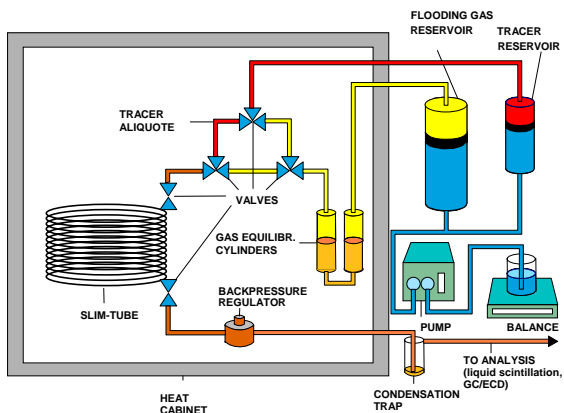 FLOODING GAS
RESERVOIR
TRACER
RESERVOIR
TRACER
ALIQUOTE
VALVES
GAS EQUILIBR.
CYLINDERS
BACKPRESSURE
REGULATOR
SLIM-TUBE
PUMP
BALANCE
TO ANALYSIS
(liquid scintillation,
GC/ECD)
CONDENSATION
TRAP
HEAT
CABINET